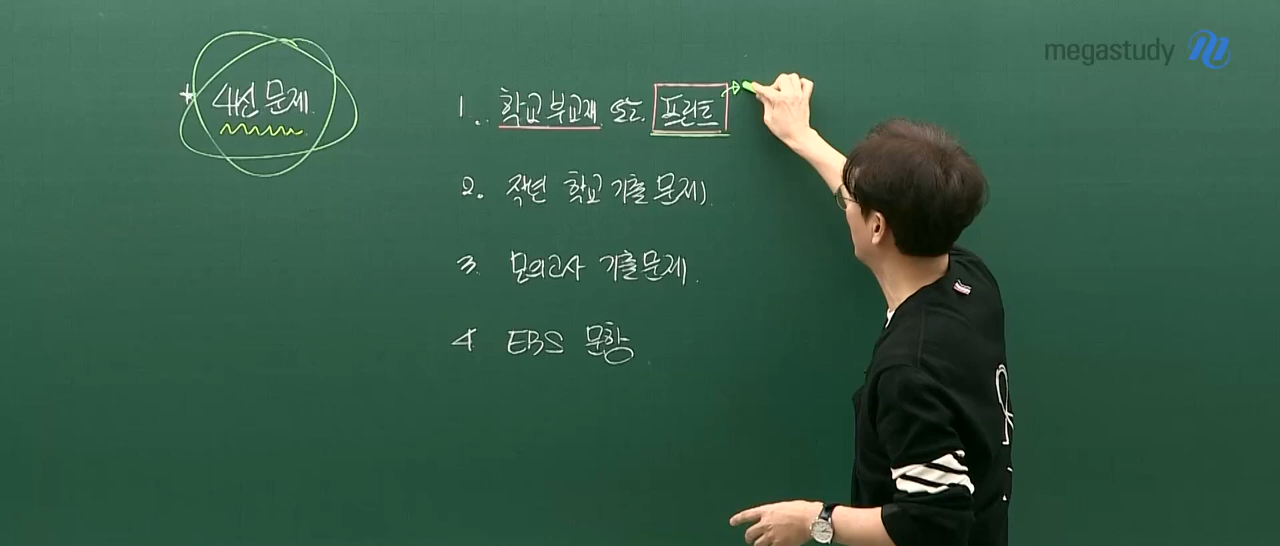 megastudy
* 4선 문제.
1. 학교 부교재 또는 프린트
2. 작년 학교 기출 문제).
3. 모의고사 기출문제.
4 EBS 문항